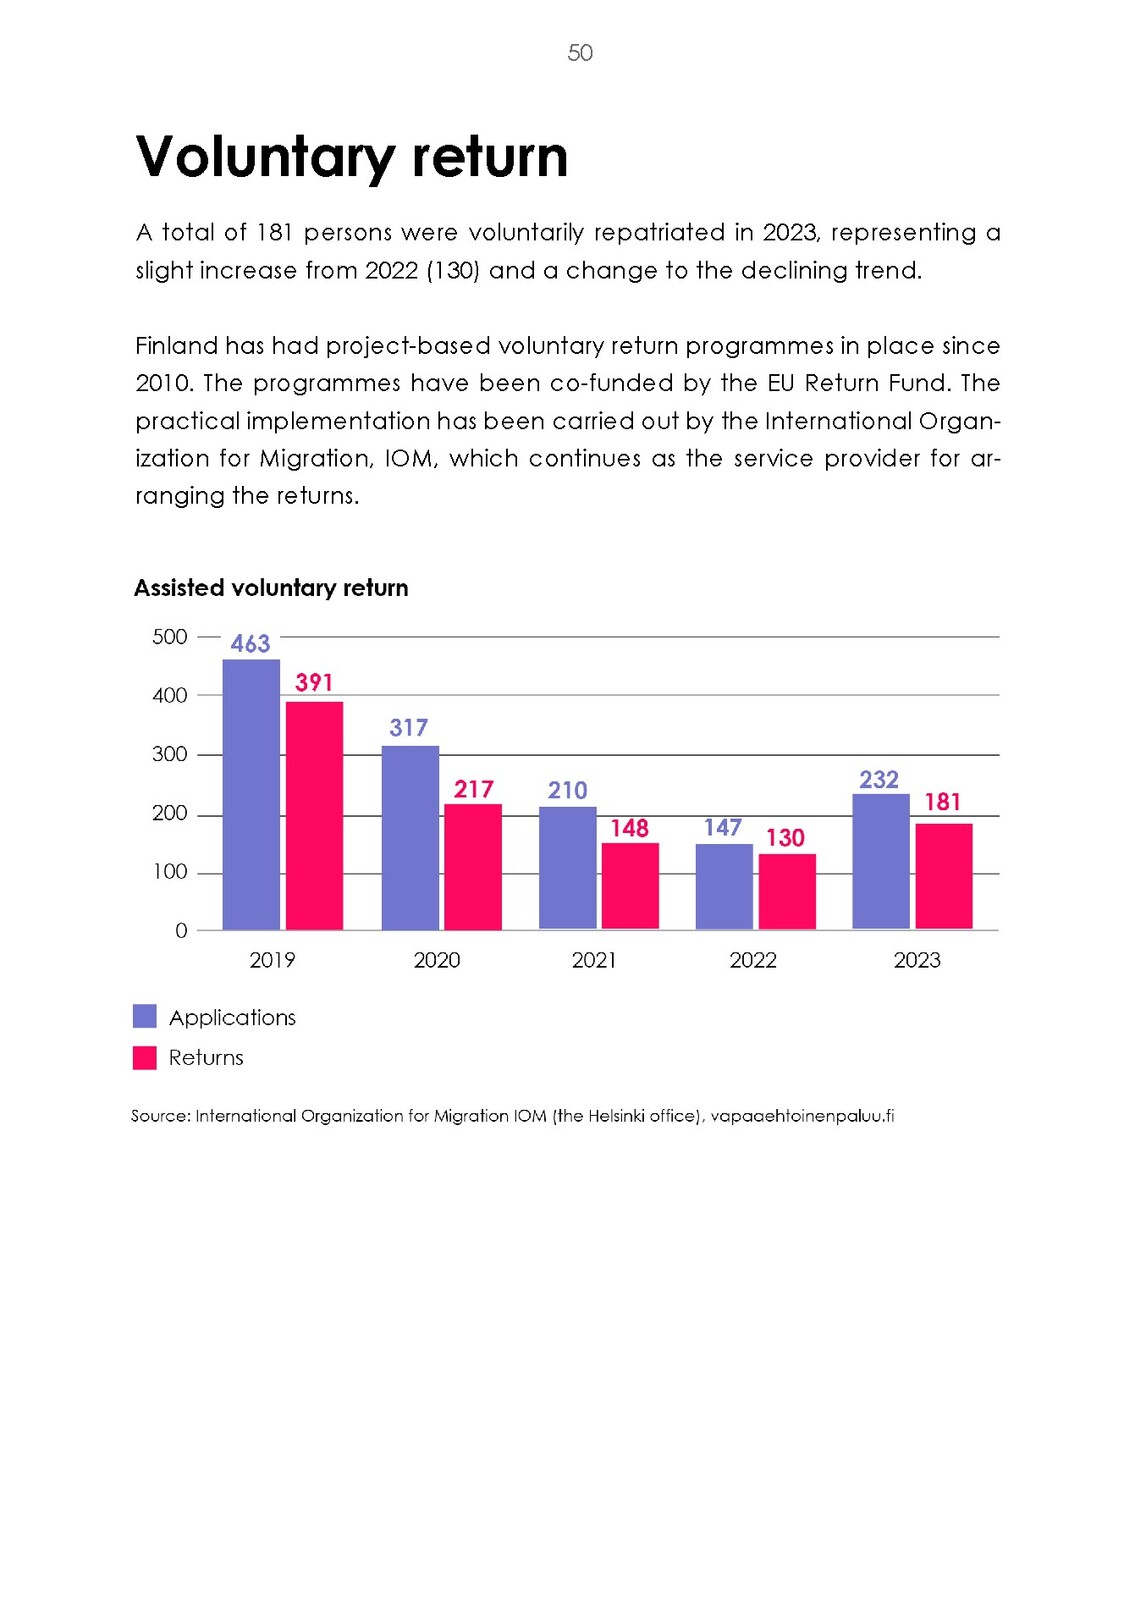 50
Voluntary return
A total of 181 persons were voluntarily repatriated in 2023, representing a
slight increase from 2022 (130) and a change to the declining trend.
Finland has had project-based voluntary return programmes in place since
2010. The programmes have been co-funded by the EU Return Fund. The
practical implementation has been carried out by the International Organ-
ization for Migration, IOM, which continues as the service provider for ar-
ranging the returns.
Assisted voluntary return
500
463
391
400
317
300
217
210
232
181
200
148
147
130
100
0
2019 2020 2021 2022 2023
Applications
Returns
Source: International Organization for Migration IOM (the Helsinki office), vapaaehtoinenpaluu.fi